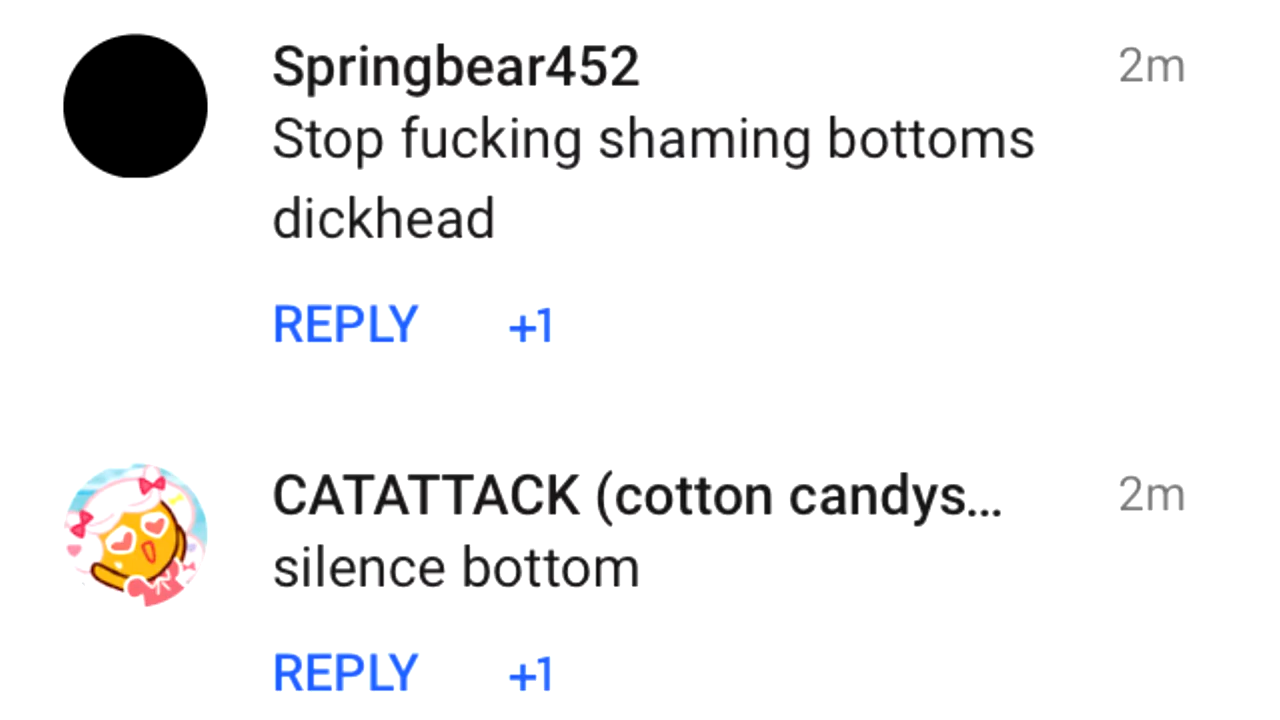 Springbear452 2m
Stop fucking shaming bottoms
dickhead
REPLY +1
CATATTACK (cotton candys... 2m
silence bottom
REPLY +1